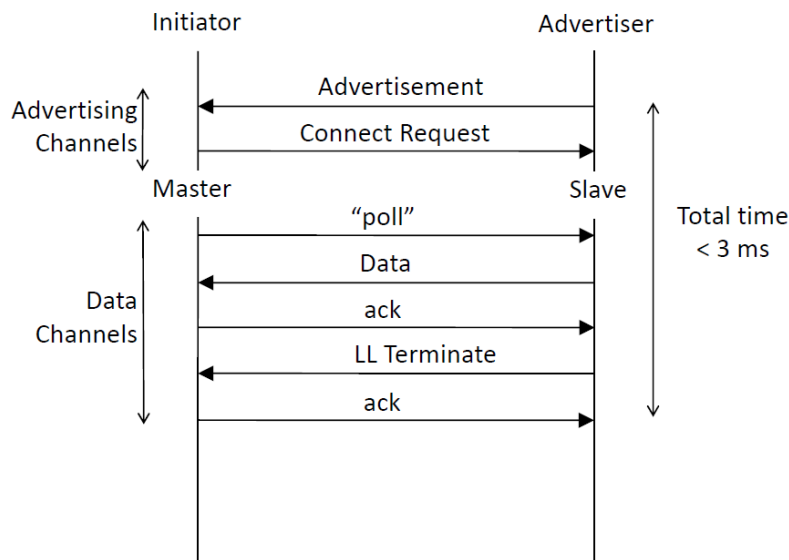 Initiator
Advertiser
Advertisement
Advertising
Channels
Connect Request
Master
Slave
“poll”
Total time
< 3 ms
Data
Data
Channels
ack
LL Terminate
ack